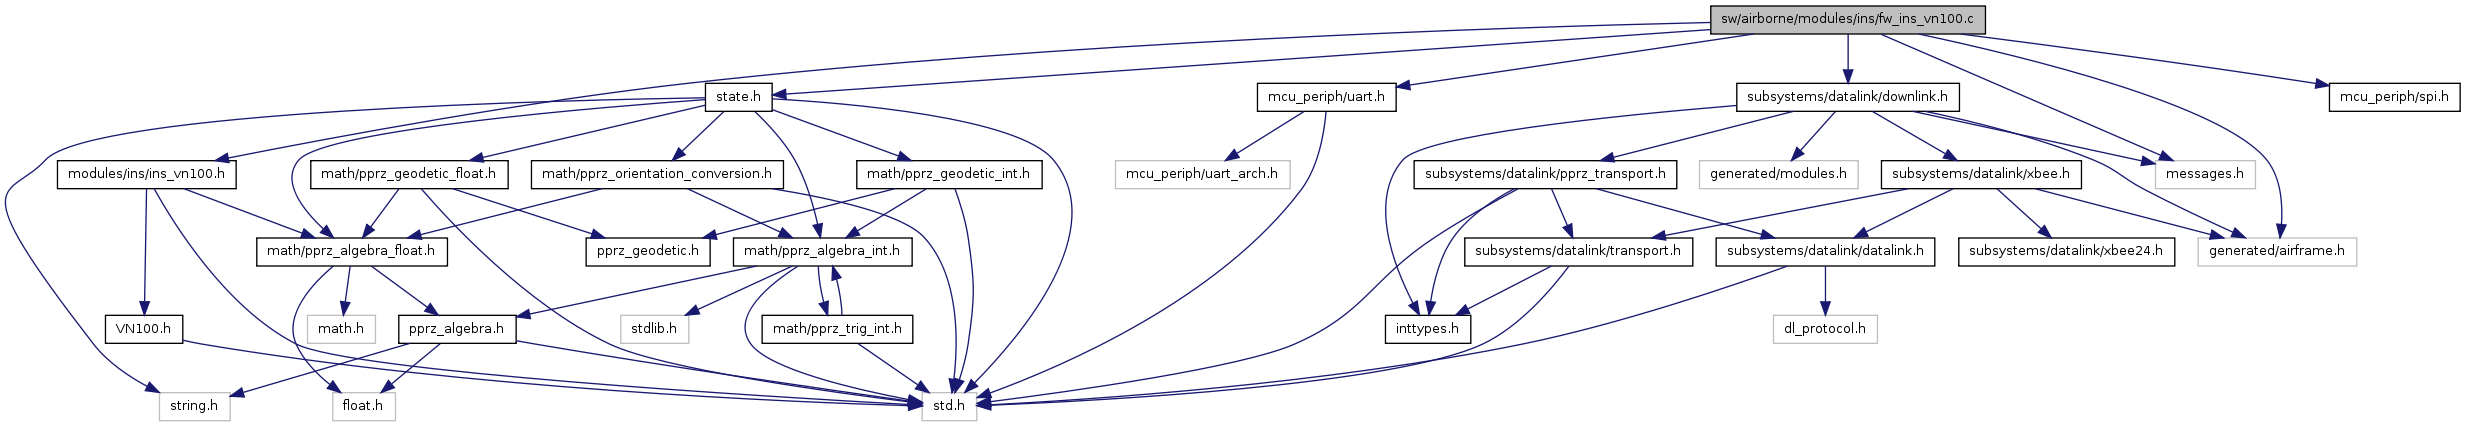 sw/airborne/modules/ins/fw_ins_vn100.c
state.h
mcu_periph/uart.h
subsystems/datalink/downlink.h
mcu_periph/spi.h
modules/ins/ins_vn100.h
math/pprz_geodetic_float.h
math/pprz_orientation_conversion.h
math/pprz_geodetic_int.h
mcu_periph/uart_arch.h
subsystems/datalink/pprz_transport.h
generated/modules.h
subsystems/datalink/xbee.h
messages.h
math/pprz_algebra_float.h
pprz_geodetic.h
math/pprz_algebra_int.h
subsystems/datalink/transport.h
subsystems/datalink/datalink.h
subsystems/datalink/xbee24.h
generated/airframe.h
VN100.h
math.h
pprz_algebra.h
stdlib.h
math/pprz_trig_int.h
inttypes.h
dl_protocol.h
string.h
float.h
std.h